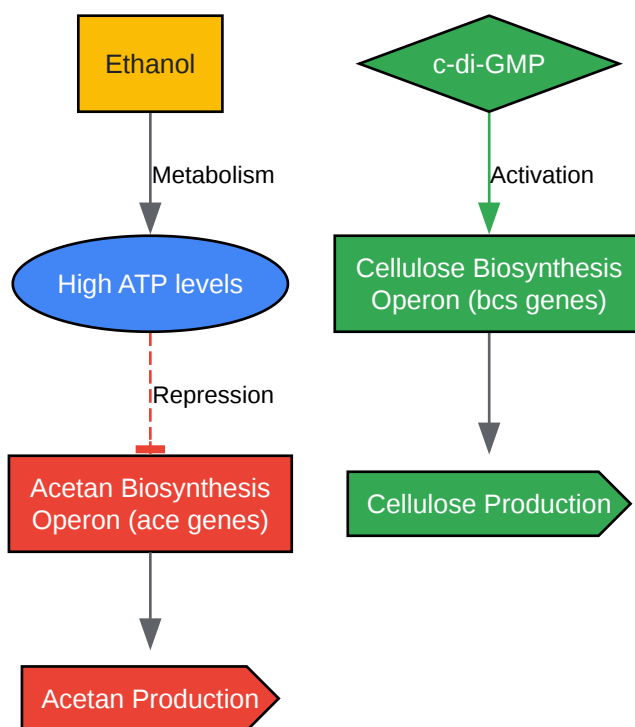 Ethanol
c-di-GMP
Metabolism
Activation
High ATP levels
Cellulose Biosynthesis
Operon (bcs genes)
Repression
Acetan Biosynthesis
Operon (ace genes)
Cellulose Production
Acetan Production